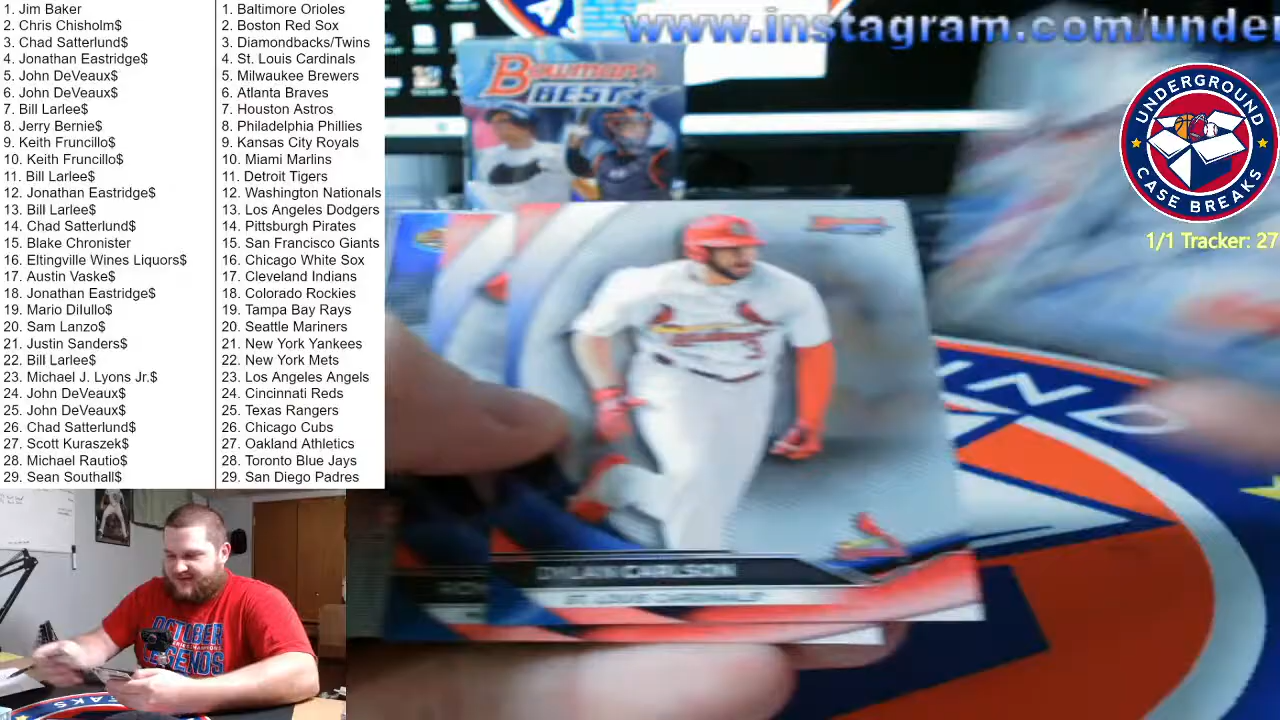 1. Jim Baker
2. Chris Chisholm$
3. Chad Satterlund$
4. Jonathan Eastridge$
5. John DeVeaux$
6. John DeVeaux$
7. Bill Larlee$
8. Jerry Bernie$
9. Keith Fruncillo$
10. Keith Fruncillo$
11. Bill Larlee$
12. Jonathan Eastridge$
13. Bill Larlee$
14. Chad Satterlund$
15. Blake Chronister
16. Eltingville Wines Liquors$
17. Austin Vaske$
18. Jonathan Eastridge$
19. Mario DiIullo$
20. Sam Lanzo$
21. Justin Sanders$
22. Bill Larlee$
23. Michael J. Lyons Jr.$
24. John DeVeaux$
25. John DeVeaux$
26. Chad Satterlund$
27. Scott Kuraszek$
28. Michael Rautio$
29. Sean Southall$
1. Baltimore Orioles
2. Boston Red Sox
3. Diamondbacks/Twins
4. St. Louis Cardinals
5. Milwaukee Brewers
6. Atlanta Braves
7. Houston Astros
8. Philadelphia Phillies
9. Kansas City Royals
10. Miami Marlins
11. Detroit Tigers
12. Washington Nationals
13. Los Angeles Dodgers
14. Pittsburgh Pirates
15. San Francisco Giants
16. Chicago White Sox
17. Cleveland Indians
18. Colorado Rockies
19. Tampa Bay Rays
20. Seattle Mariners
21. New York Yankees
22. New York Mets
23. Los Angeles Angels
24. Cincinnati Reds
25. Texas Rangers
26. Chicago Cubs
27. Oakland Athletics
28. Toronto Blue Jays
29. San Diego Padres
www.instagram.com/under
Bowman's
BEST
UNDERGROUND
CASE BREAKS
1/1 Tracker: 27
DYLAN CARLSON
ST. LOUIS CARDINALS
OCTOBER
LEGENDS